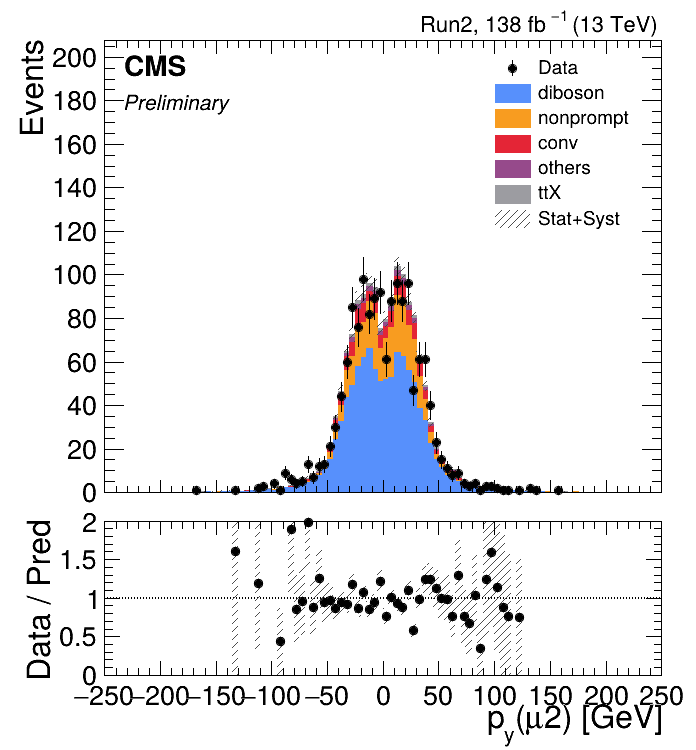 Run2, 138 fb⁻¹ (13 TeV)
CMS
Preliminary
Events
200
180
160
140
120
100
80
60
40
20
0
Data
diboson
nonprompt
conv
others
ttX
Stat+Syst
Data / Pred
2
1.5
1
0.5
0
−250 −200 −150 −100 −50 0 50 100 150 200 250
p_y(μ2) [GeV]